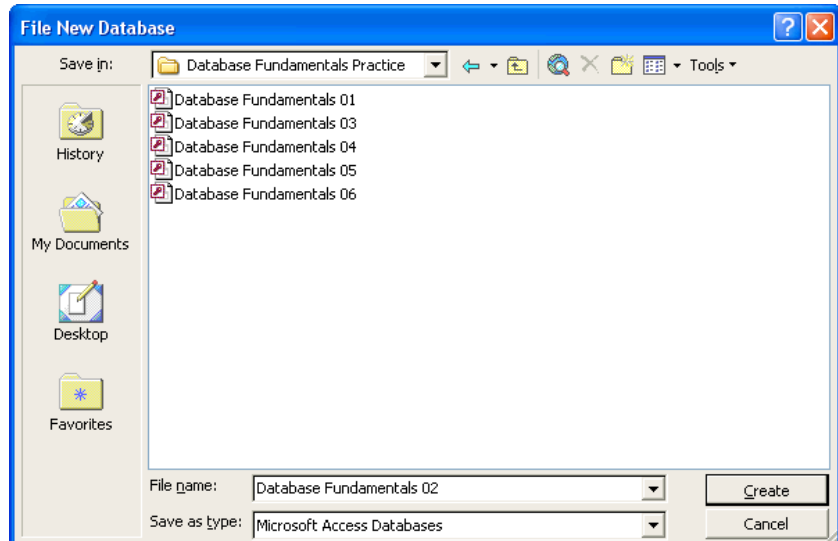 File New Database
Save in: Database Fundamentals Practice Tools
Database Fundamentals 01
Database Fundamentals 03
Database Fundamentals 04
Database Fundamentals 05
Database Fundamentals 06
History
My Documents
Desktop
Favorites
File name: Database Fundamentals 02 Create
Save as type: Microsoft Access Databases Cancel